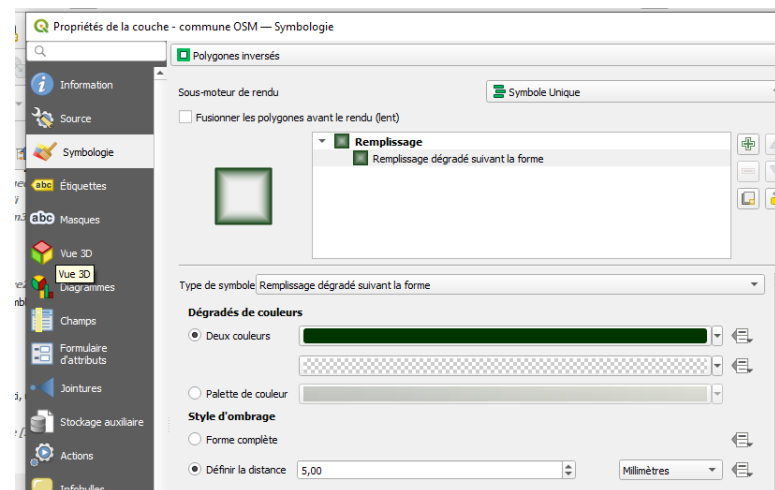 Propriétés de la couche - commune OSM — Symbologie
Polygones inversés
Information
Sous-moteur de rendu
Symbole Unique
Source
Fusionner les polygones avant le rendu (lent)
Remplissage
Symbologie
Remplissage dégradé suivant la forme
abc Étiquettes
abc Masques
Vue 3D
Vue 3D
Diagrammes
Type de symbole Remplissage dégradé suivant la forme
Dégradés de couleurs
Champs
Deux couleurs
Formulaire
d'attributs
Jointures
Palette de couleur
Style d'ombrage
Stockage auxiliaire
Forme complète
Actions
Définir la distance 5,00 Millimètres
Infobulles